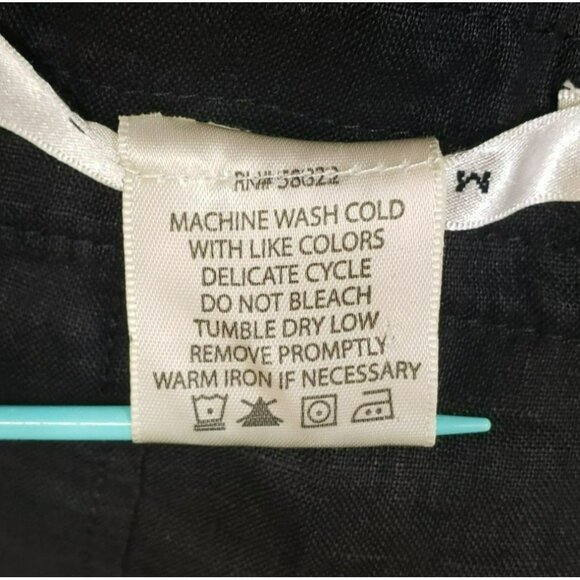 RN# 58322
M
MACHINE WASH COLD
WITH LIKE COLORS
DELICATE CYCLE
DO NOT BLEACH
TUMBLE DRY LOW
REMOVE PROMPTLY
WARM IRON IF NECESSARY